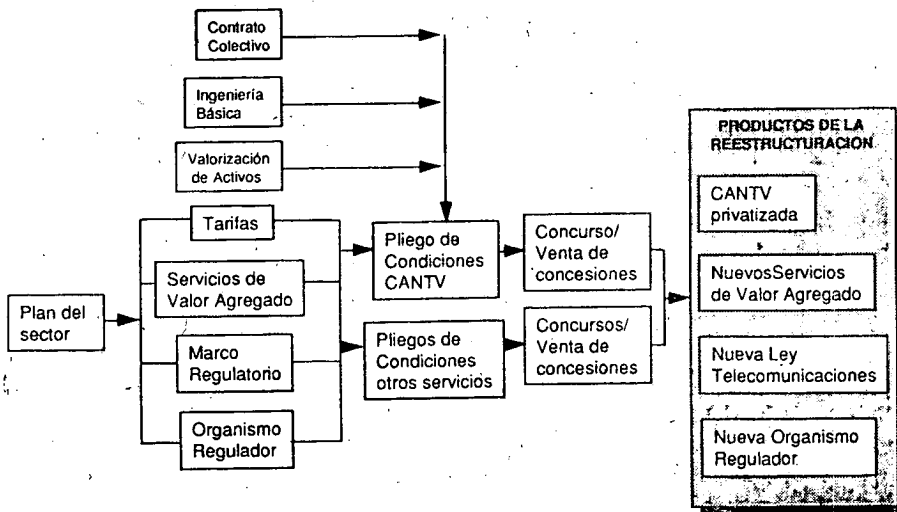 Contrato
Colectivo
Ingeniería
Básica
Valorización
de Activos
Tarifas
Servicios de
Valor Agregado
Plan del
sector
Marco
Regulatorio
Organismo
Regulador
Pliego de
Condiciones
CANTV
Pliegos de
Condiciones
otros servicios
Concurso/
Venta de
concesiones
Concursos/
Venta de
concesiones
PRODUCTOS DE LA
REESTRUCTURACION
CANTV
privatizada
NuevosServicios
de Valor Agregado
Nueva Ley
Telecomunicaciones
Nueva Organismo
Regulador